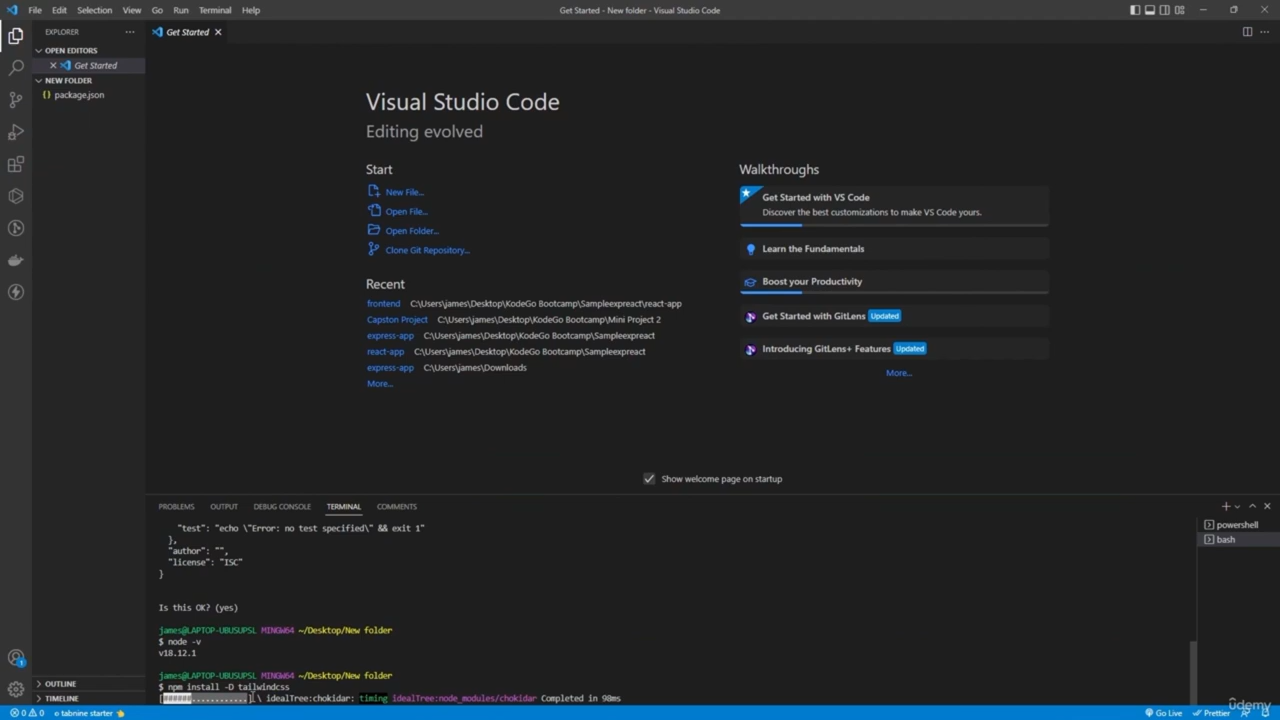 File Edit Selection View Go Run Terminal Help
Get Started - New folder - Visual Studio Code
EXPLORER
OPEN EDITORS
Get Started
NEW FOLDER
{} package.json
OUTLINE
TIMELINE
Get Started
Visual Studio Code
Editing evolved
Start
New File...
Open File...
Open Folder...
Clone Git Repository...
Recent
frontend C:\Users\james\Desktop\KodeGo Bootcamp\Sampleexpreact\react-app
Capston Project C:\Users\james\Desktop\KodeGo Bootcamp\Mini Project 2
express-app C:\Users\james\Desktop\KodeGo Bootcamp\Sampleexpreact
react-app C:\Users\james\Desktop\KodeGo Bootcamp\Sampleexpreact
express-app C:\Users\james\Downloads
More...
Walkthroughs
Get Started with VS Code
Discover the best customizations to make VS Code yours.
Learn the Fundamentals
Boost your Productivity
Get Started with GitLens Updated
Introducing GitLens+ Features Updated
More...
Show welcome page on startup
PROBLEMS OUTPUT DEBUG CONSOLE TERMINAL COMMENTS
"test": "echo \"Error: no test specified\" && exit 1"
},
"author": "",
"license": "ISC"
}
Is this OK? (yes)
james@LAPTOP-UBUSUPSL MINGW64 ~/Desktop/New folder
$ node -v
v18.12.1
james@LAPTOP-UBUSUPSL MINGW64 ~/Desktop/New folder
$ npm install -D tailwindcss
[######............] \ idealTree:chokidar: timing idealTree:node_modules/chokidar Completed in 98ms
powershell
bash
1
0 0 tabnine starter
Go Live Prettier
udemy